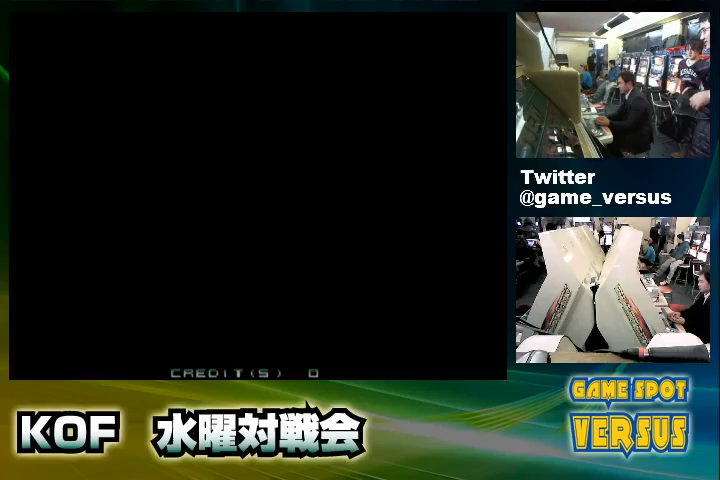 Twitter
@game_versus
CREDIT(S) 0
KOF 水曜対戦会
GAME SPOT
VERSUS